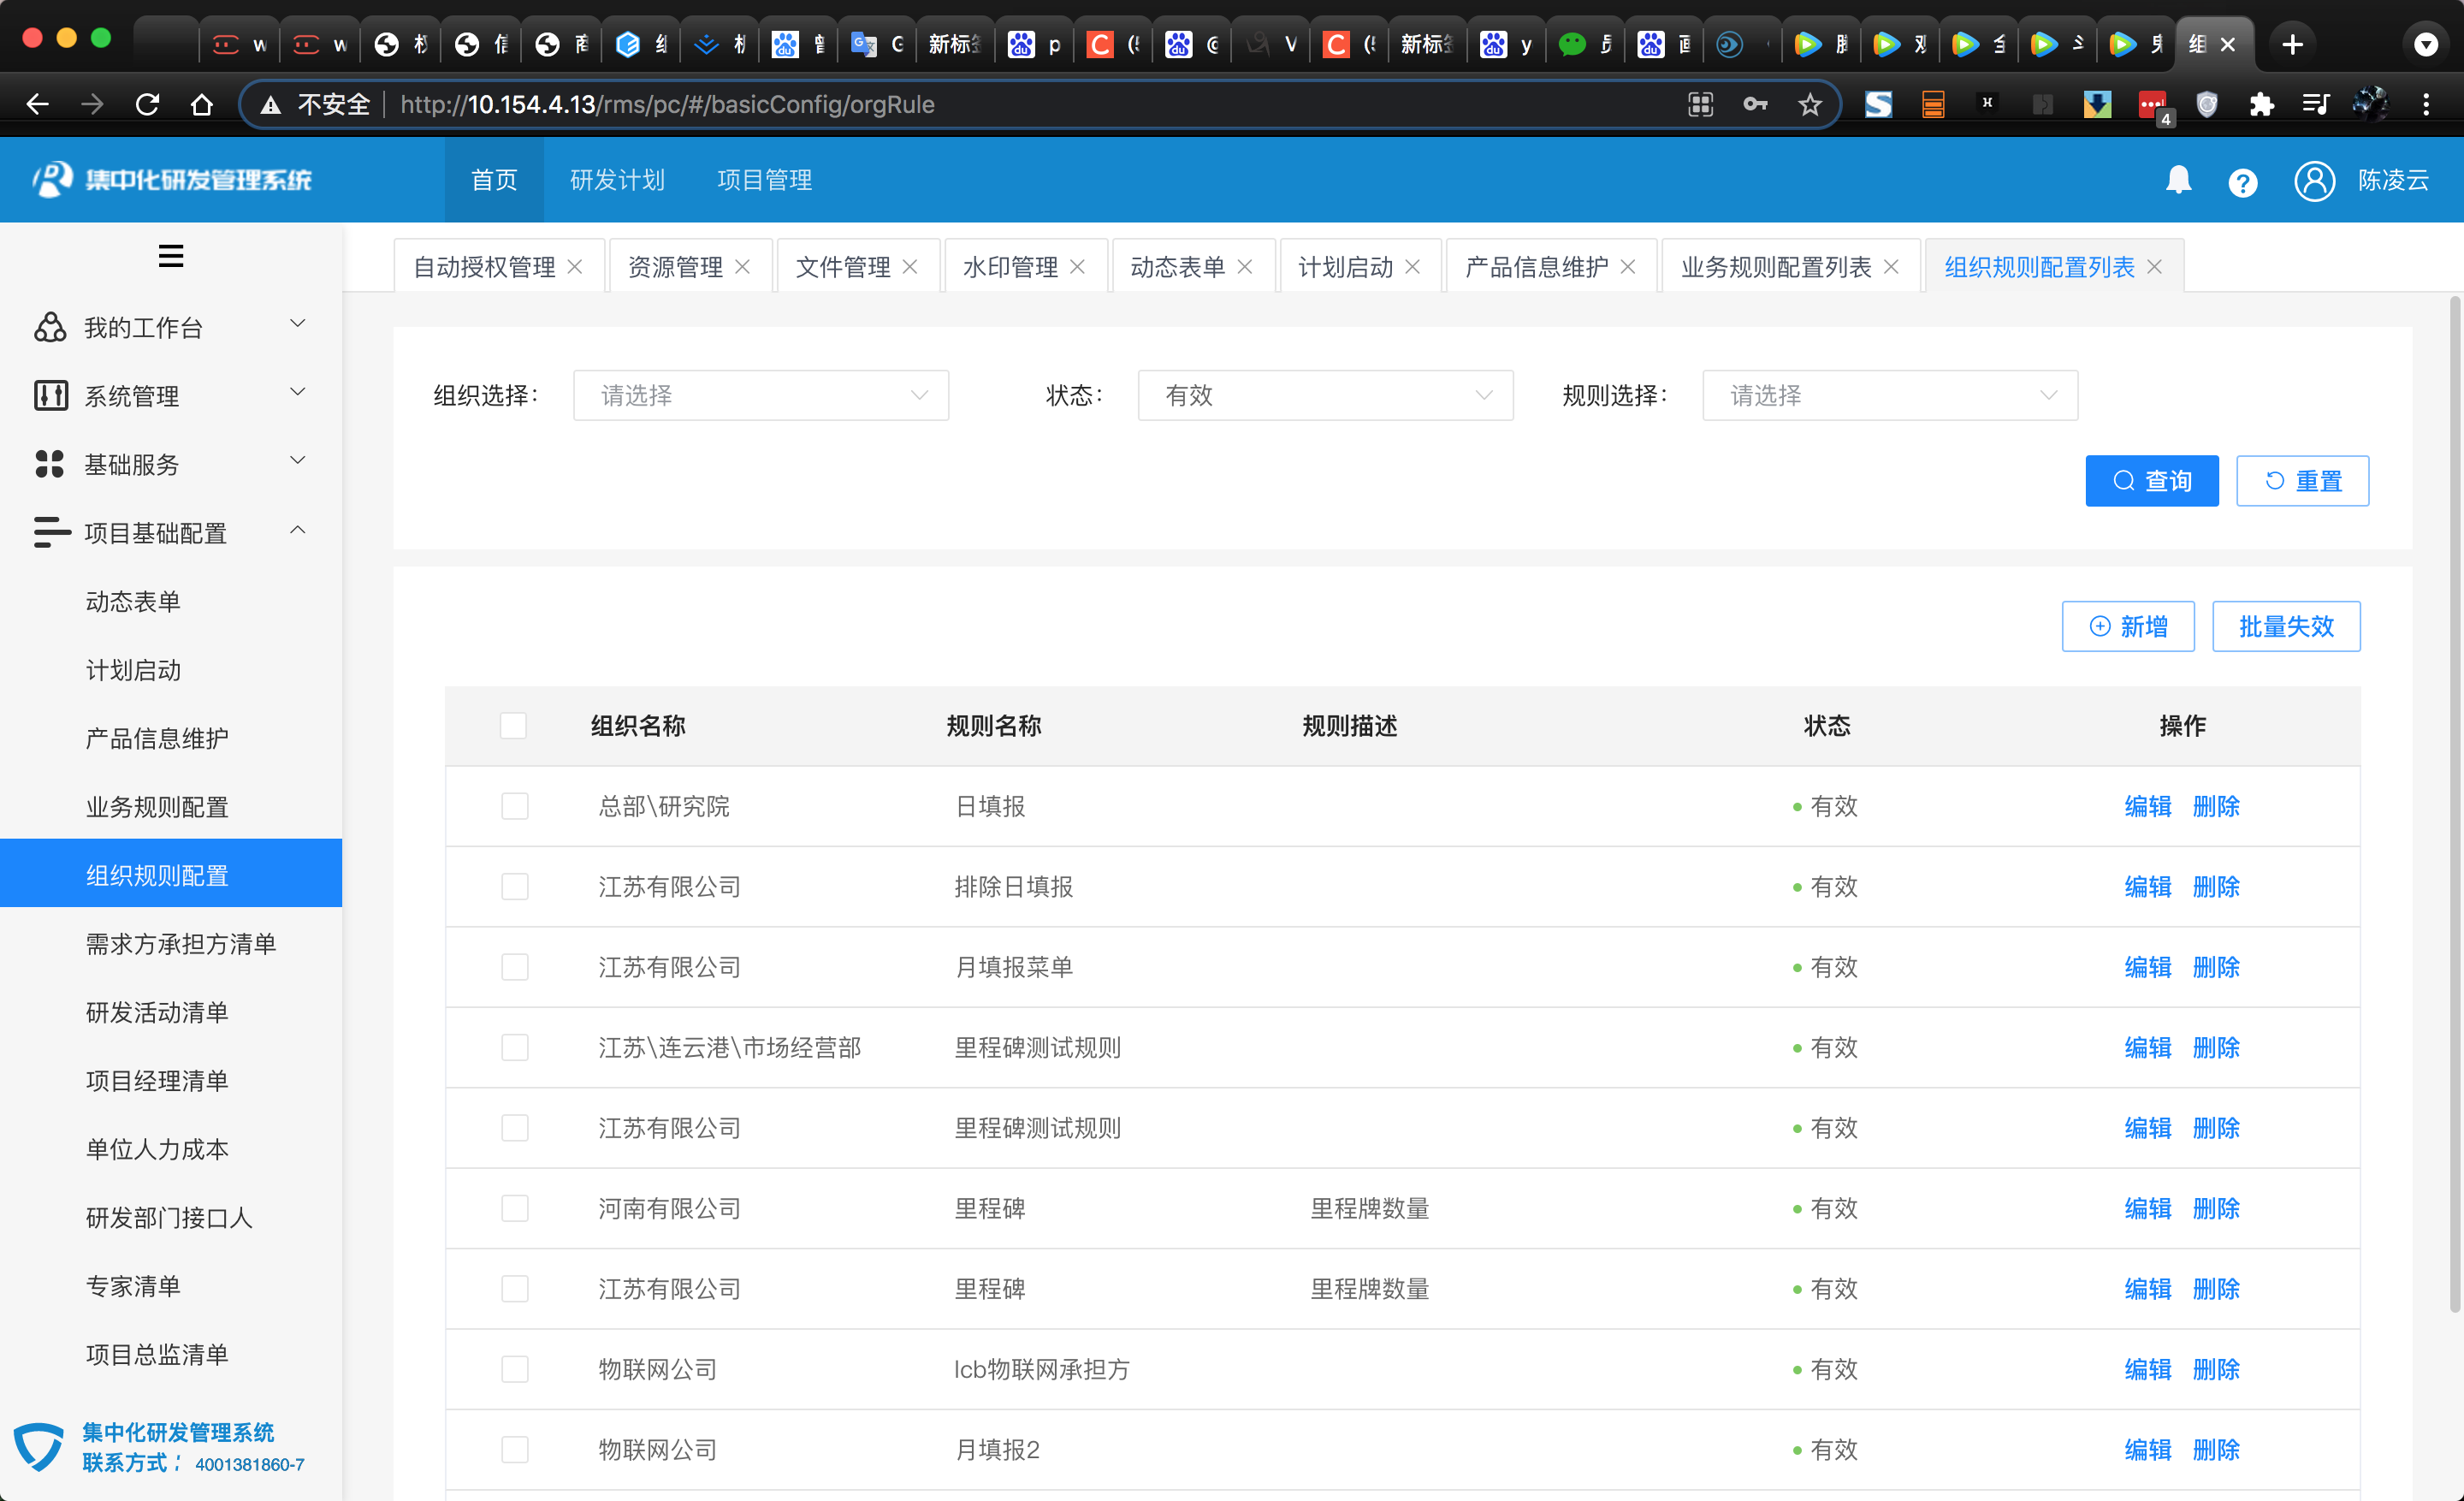 新标签
新标签
组
不安全 http://10.154.4.13/rms/pc/#/basicConfig/orgRule
4
集中化研发管理系统
首页 研发计划 项目管理
陈凌云
自动授权管理 资源管理 文件管理 水印管理 动态表单 计划启动 产品信息维护 业务规则配置列表 组织规则配置列表
我的工作台
系统管理
基础服务
项目基础配置
动态表单
计划启动
产品信息维护
业务规则配置
组织规则配置
需求方承担方清单
研发活动清单
项目经理清单
单位人力成本
研发部门接口人
专家清单
项目总监清单
集中化研发管理系统
联系方式： 4001381860-7
组织选择： 请选择 状态： 有效 规则选择： 请选择
查询 重置
新增 批量失效
组织名称 规则名称 规则描述 状态 操作
总部\研究院 日填报 有效 编辑 删除
江苏有限公司 排除日填报 有效 编辑 删除
江苏有限公司 月填报菜单 有效 编辑 删除
江苏\连云港\市场经营部 里程碑测试规则 有效 编辑 删除
江苏有限公司 里程碑测试规则 有效 编辑 删除
河南有限公司 里程碑 里程牌数量 有效 编辑 删除
江苏有限公司 里程碑 里程牌数量 有效 编辑 删除
物联网公司 lcb物联网承担方 有效 编辑 删除
物联网公司 月填报2 有效 编辑 删除